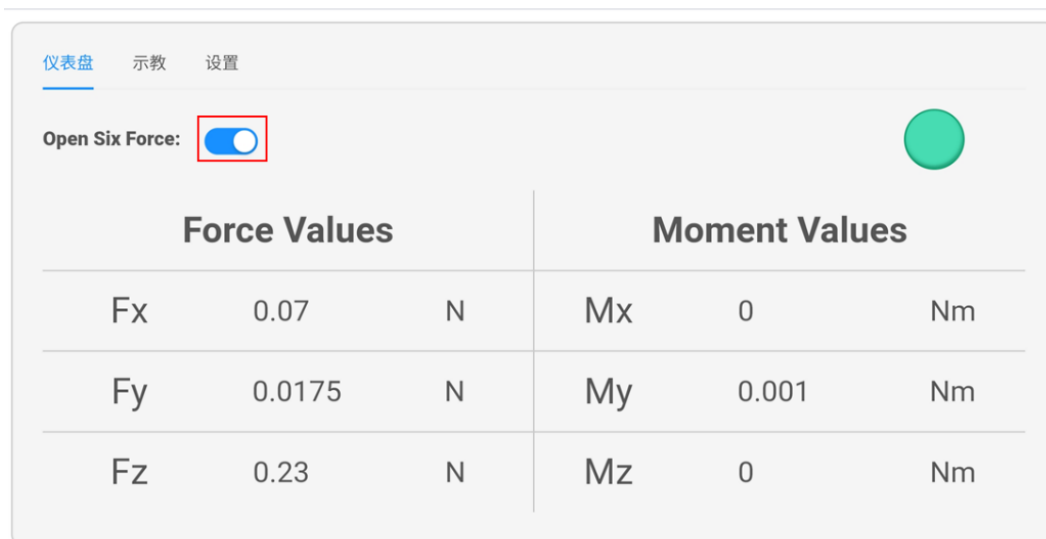 仪表盘 示教 设置
Open Six Force:
Force Values Moment Values
Fx 0.07 N Mx 0 Nm
Fy 0.0175 N My 0.001 Nm
Fz 0.23 N Mz 0 Nm